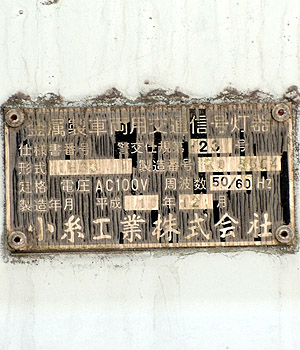 金属製車両用交通信号灯器
仕様書番号 警交仕規第 23 号
形式 製造番号
定格 電圧 AC100V 周波数 50/60 Hz
製造年月 平成 年 12 月
小糸工業株式会社